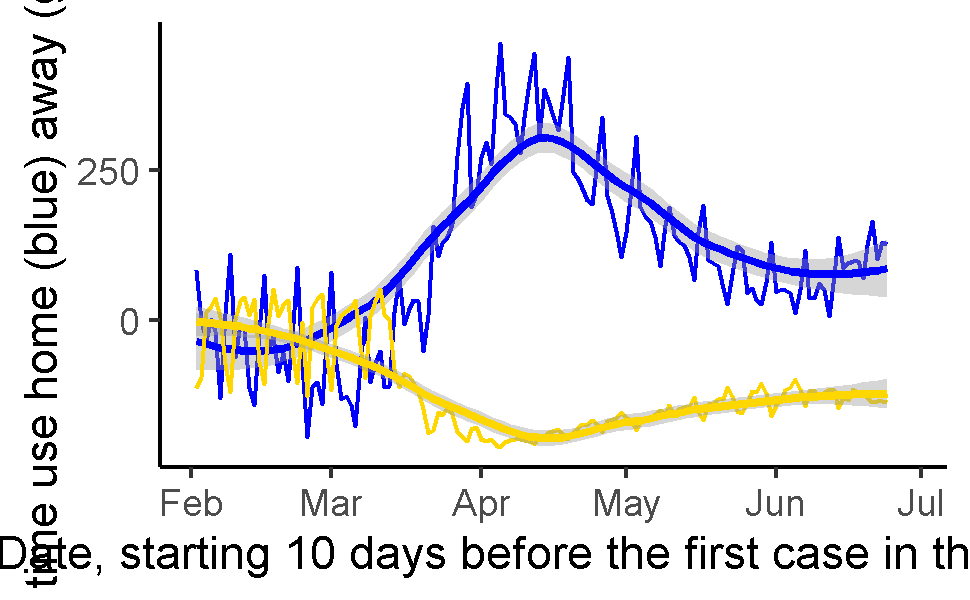 time use home (blue) away (
250
0
Feb Mar Apr May Jun Jul
Date, starting 10 days before the first case in th